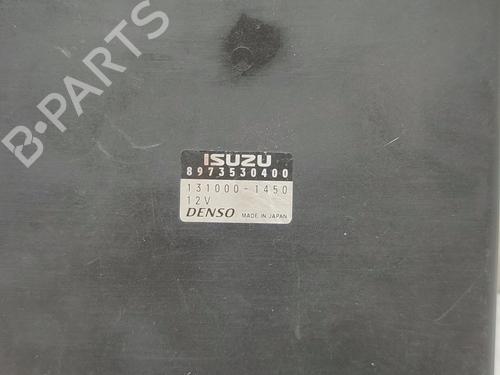 B-PARTS
ISUZU
8973530400
131000-1450
12V
DENSO MADE IN JAPAN